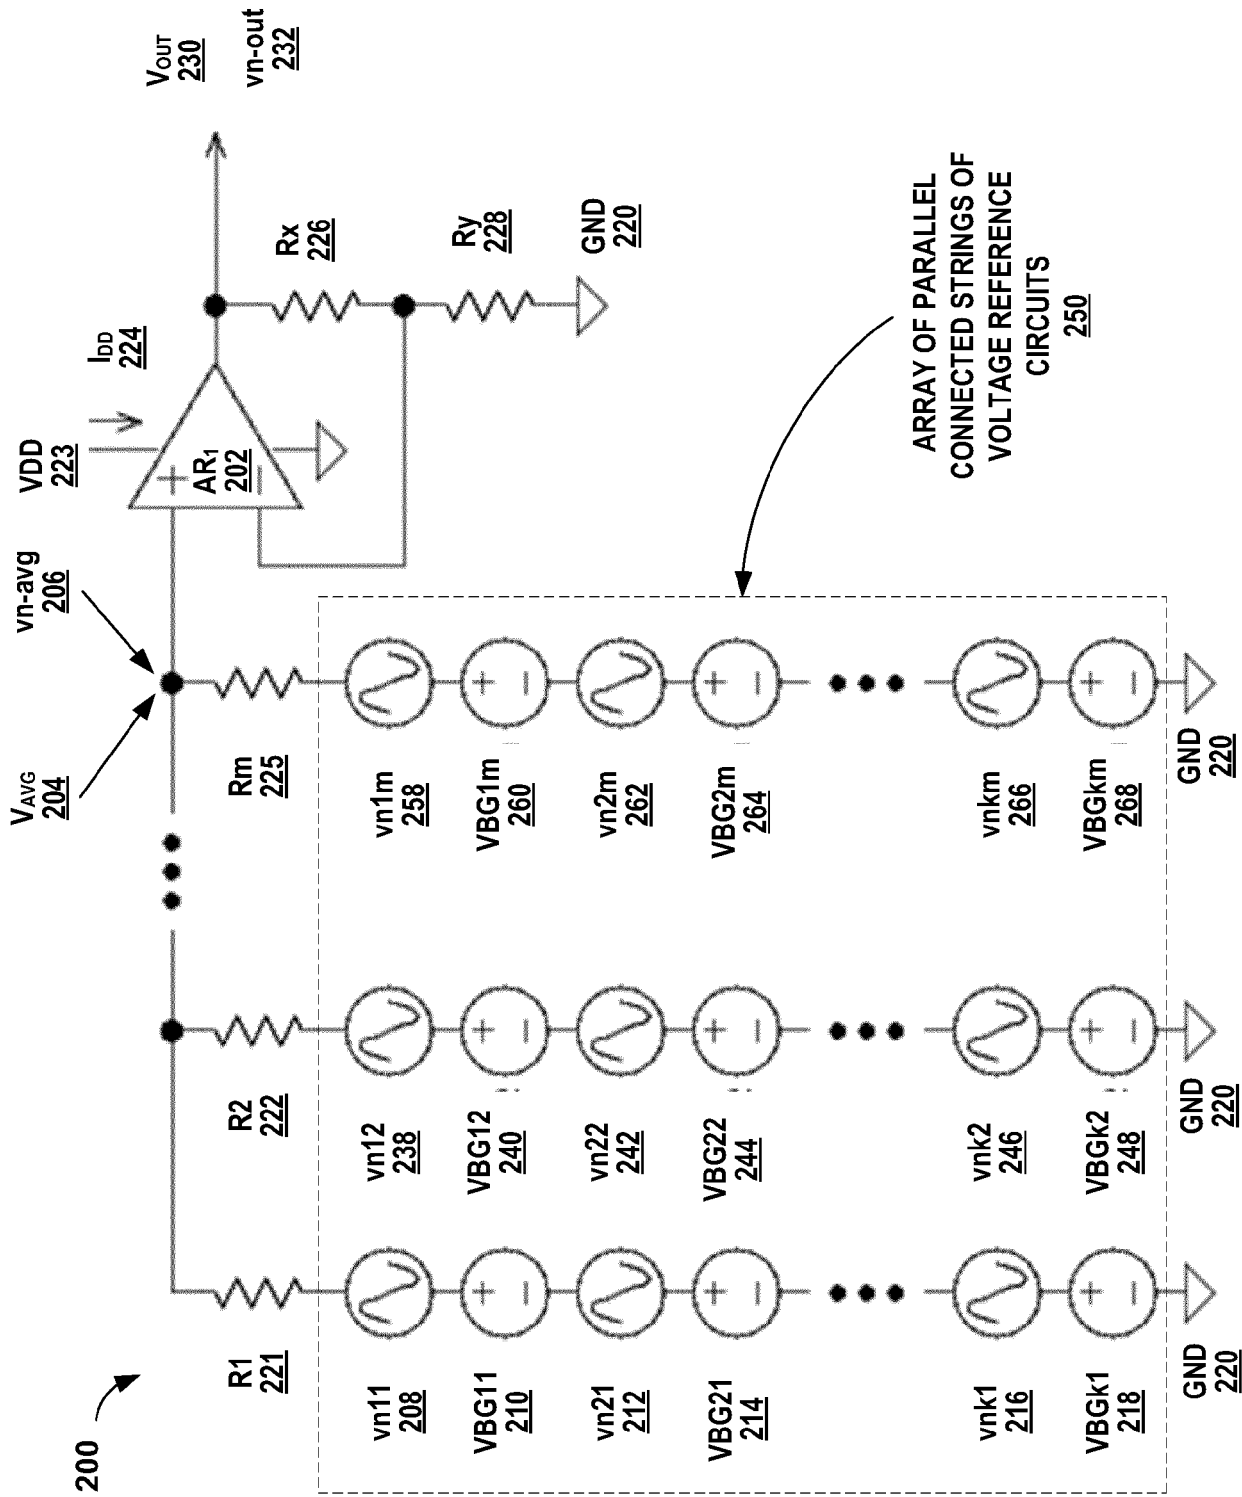 200
VAVG
204
vn-avg
206
VDD
223
IDD
224
VOUT
230
vn-out
232
AR1
202
+
−
Rx
226
Ry
228
GND
220
R1
221
R2
222
Rm
225
vn11
208
VBG11
210
vn21
212
VBG21
214
vnk1
216
VBGk1
218
GND
220
vn12
238
VBG12
240
vn22
242
VBG22
244
vnk2
246
VBGk2
248
GND
220
vn1m
258
VBG1m
260
vn2m
262
VBG2m
264
vnkm
266
VBGkm
268
GND
220
ARRAY OF PARALLEL
CONNECTED STRINGS OF
VOLTAGE REFERENCE
CIRCUITS
250